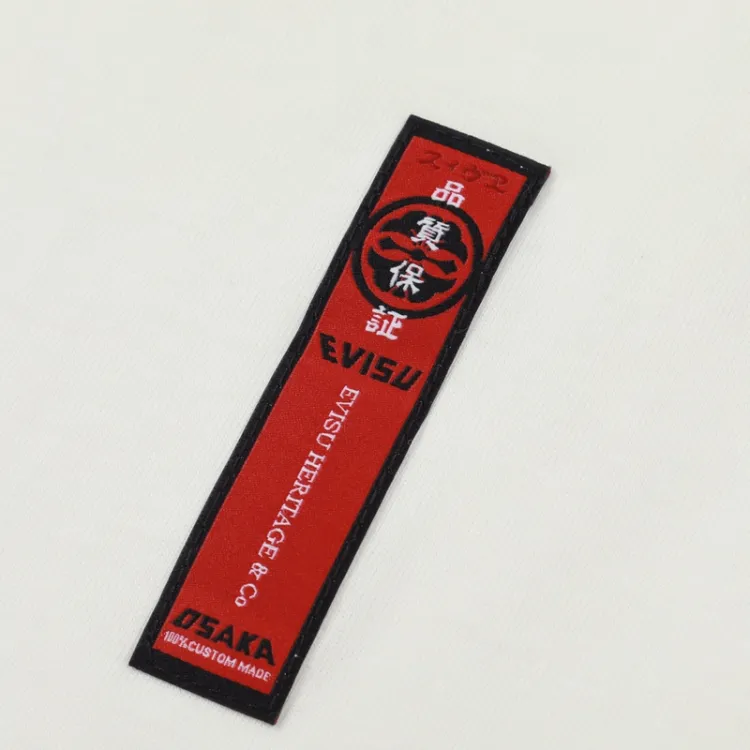 品
質
保
証
EVISU
EVISU HERITAGE & Co
OSAKA
100% CUSTOM MADE